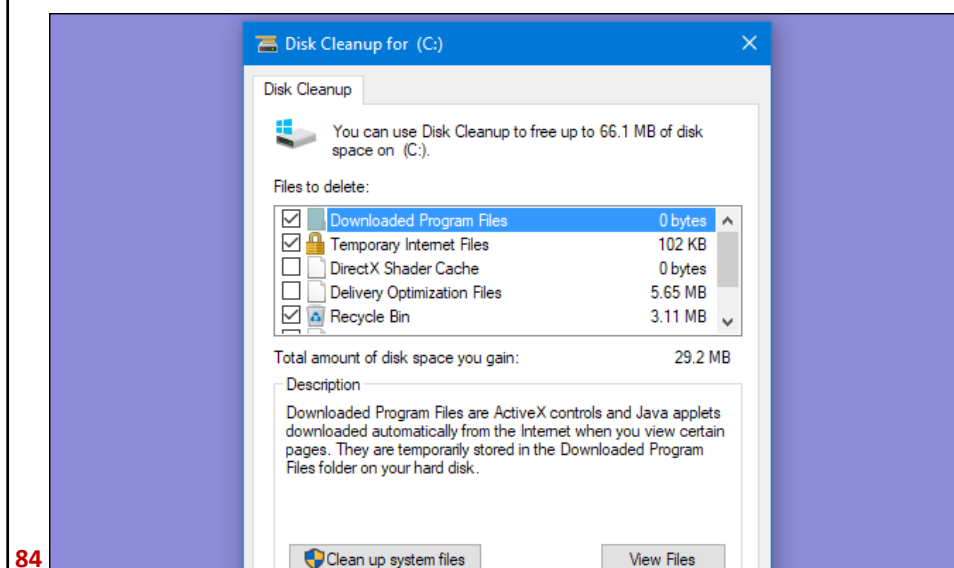 Disk Cleanup for (C:)
Disk Cleanup
You can use Disk Cleanup to free up to 66.1 MB of disk
space on (C:).
Files to delete:
Downloaded Program Files 0 bytes
Temporary Internet Files 102 KB
DirectX Shader Cache 0 bytes
Delivery Optimization Files 5.65 MB
Recycle Bin 3.11 MB
Total amount of disk space you gain: 29.2 MB
Description
Downloaded Program Files are ActiveX controls and Java applets
downloaded automatically from the Internet when you view certain
pages. They are temporarily stored in the Downloaded Program
Files folder on your hard disk.
Clean up system files View Files
84